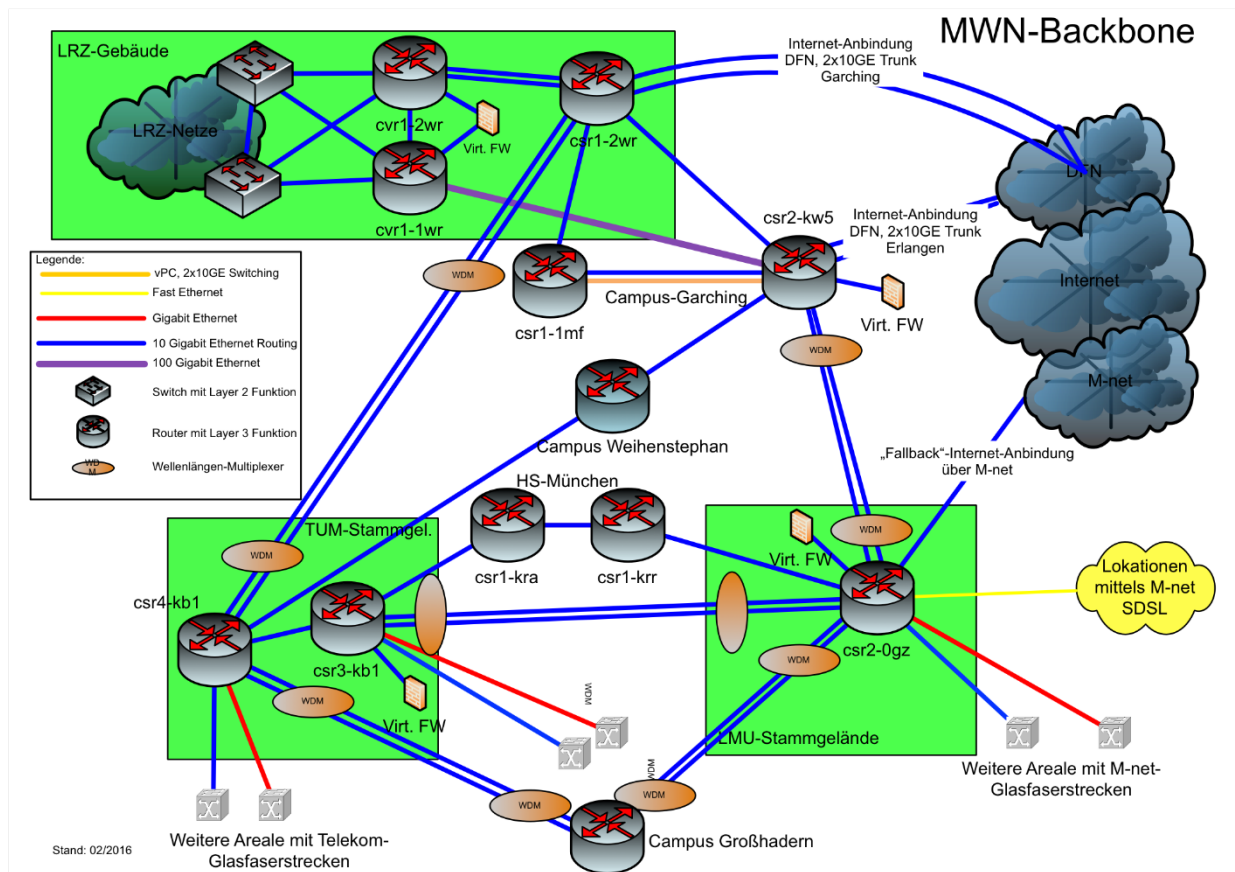 MWN-Backbone
LRZ-Gebäude
Internet-Anbindung
DFN, 2x10GE Trunk
Garching
LRZ-Netze
cvr1-2wr
Virt. FW
csr1-2wr
DFN
cvr1-1wr
csr2-kw5
Internet-Anbindung
DFN, 2x10GE Trunk
Erlangen
Legende:
vPC, 2x10GE Switching
Fast Ethernet
Gigabit Ethernet
10 Gigabit Ethernet Routing
100 Gigabit Ethernet
Switch mit Layer 2 Funktion
Router mit Layer 3 Funktion
WD
M
Wellenlängen-Multiplexer
WDM
Campus-Garching
csr1-1mf
Virt. FW
Internet
WDM
M-net
Campus Weihenstephan
„Fallback“-Internet-Anbindung
über M-net
HS-München
TUM-Stammgel.
WDM
csr1-kra
csr1-krr
Virt. FW
WDM
Lokationen
mittels M-net
SDSL
csr4-kb1
csr3-kb1
csr2-0gz
WDM
WDM
Virt. FW
WDM
LMU-Stammgelände
WDM
Weitere Areale mit M-net-
Glasfaserstrecken
WDM
WDM
Weitere Areale mit Telekom-
Glasfaserstrecken
Campus Großhadern
Stand: 02/2016